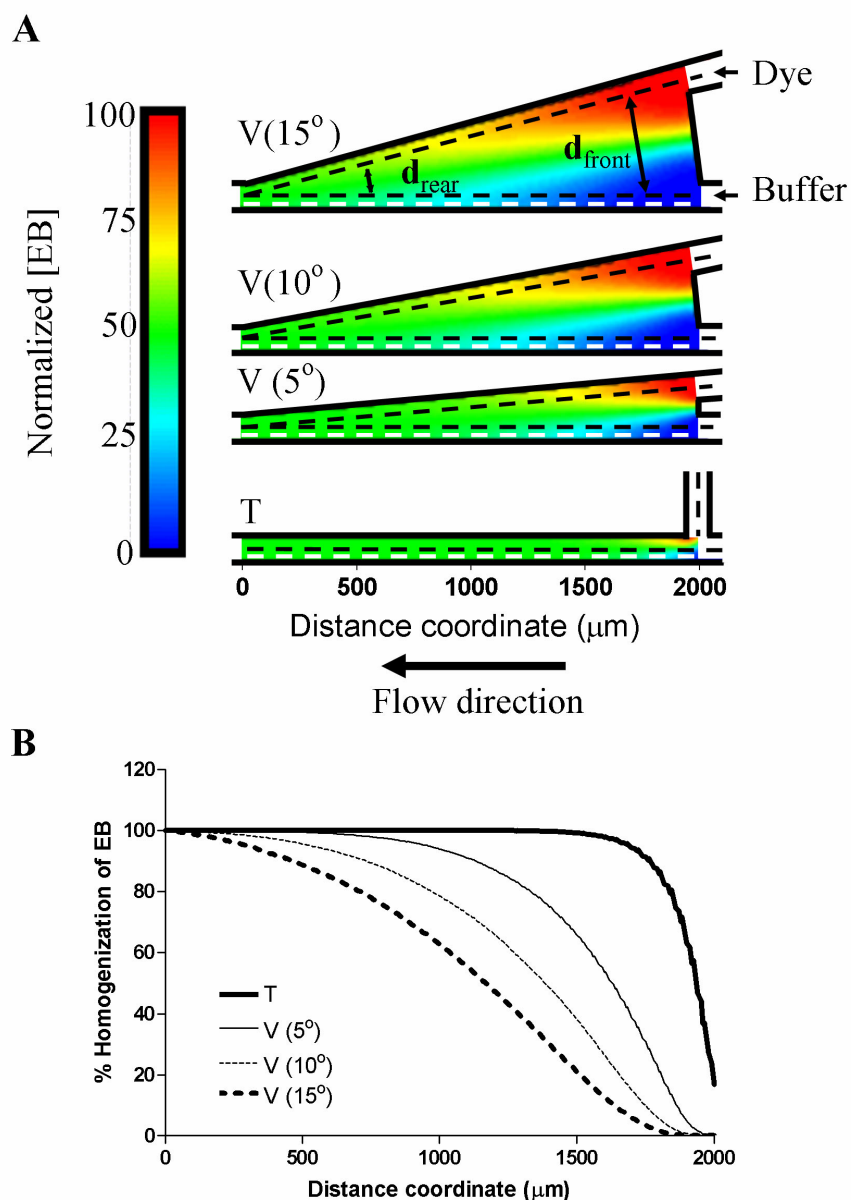 A
Dye
100
V(15°)
d front
d rear
75
Buffer
Normalized [EB]
V(10°)
50
V (5°)
25
T
0
0 500 1000 1500 2000
Distance coordinate (μm)
Flow direction
B
120
100
80
60
40
20
0
% Homogenization of EB
T
V (5°)
V (10°)
V (15°)
0 500 1000 1500 2000
Distance coordinate (μm)